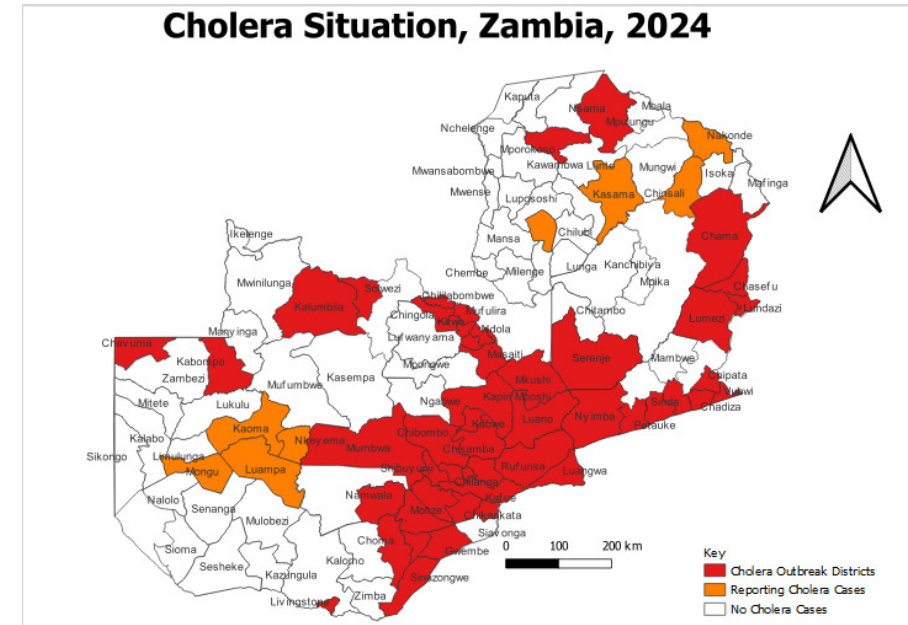 Cholera Situation, Zambia, 2024
Kaputa
Nsama
Mbala
Mpulungu
Nchelenge
Nakonde
Mporokoso
Kawambwa
Lunte
Mungwi
Isoka
Mwansabombwe
Mafinga
Mwense
Kasama
Chinsali
Lupososhi
Ikelenge
Mansa
Chilubi
Chama
Chembe
Milenge
Lunga
Kanchibiya
Mpika
Mwinilunga
Solwezi
Chasefu
Kalumbila
Chililabombwe
Mufulira
Chitambo
Lumezi
Lundazi
Chingola
Kitwe
Ndola
Manyinga
Lufwanyama
Chavuma
Kabompo
Masaiti
Serenje
Mambwe
Zambezi
Mpongwe
Chipata
Kasempa
Mkushi
Vubwi
Mufumbwe
Mitete
Lukulu
Ngabwe
Kapiri Mposhi
Sinda
Chadiza
Luano
Nyimba
Petauke
Kaoma
Kabwe
Kalabo
Nkeyema
Chibombo
Mumbwa
Chisamba
Sikongo
Limulunga
Mongu
Luampa
Shibuyunji
Rufunsa
Luangwa
Chilanga
Nalolo
Namwala
Kafue
Senanga
Monze
Chikankata
Mulobezi
Siavonga
Sioma
Choma
Gwembe
Sesheke
Kalomo
Kazungula
Sinazongwe
Zimba
Livingstone
0 100 200 km
Key
Cholera Outbreak Districts
Reporting Cholera Cases
No Cholera Cases